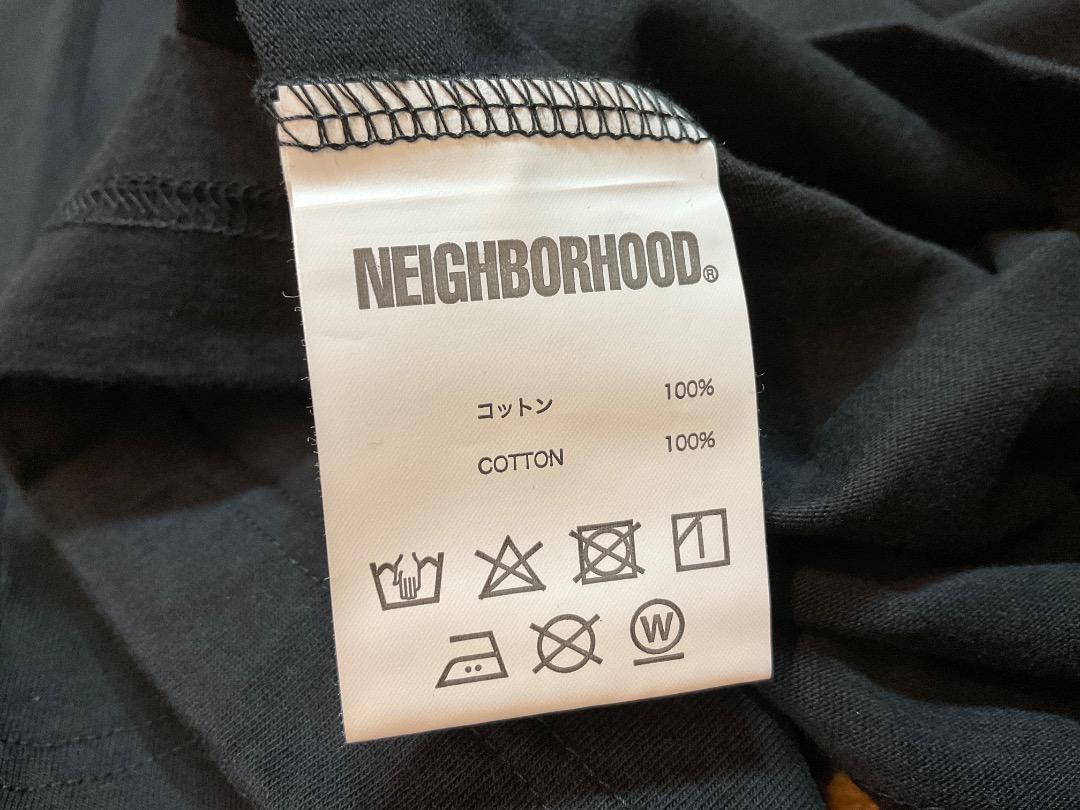 NEIGHBORHOOD®
コットン 100%
COTTON 100%
W